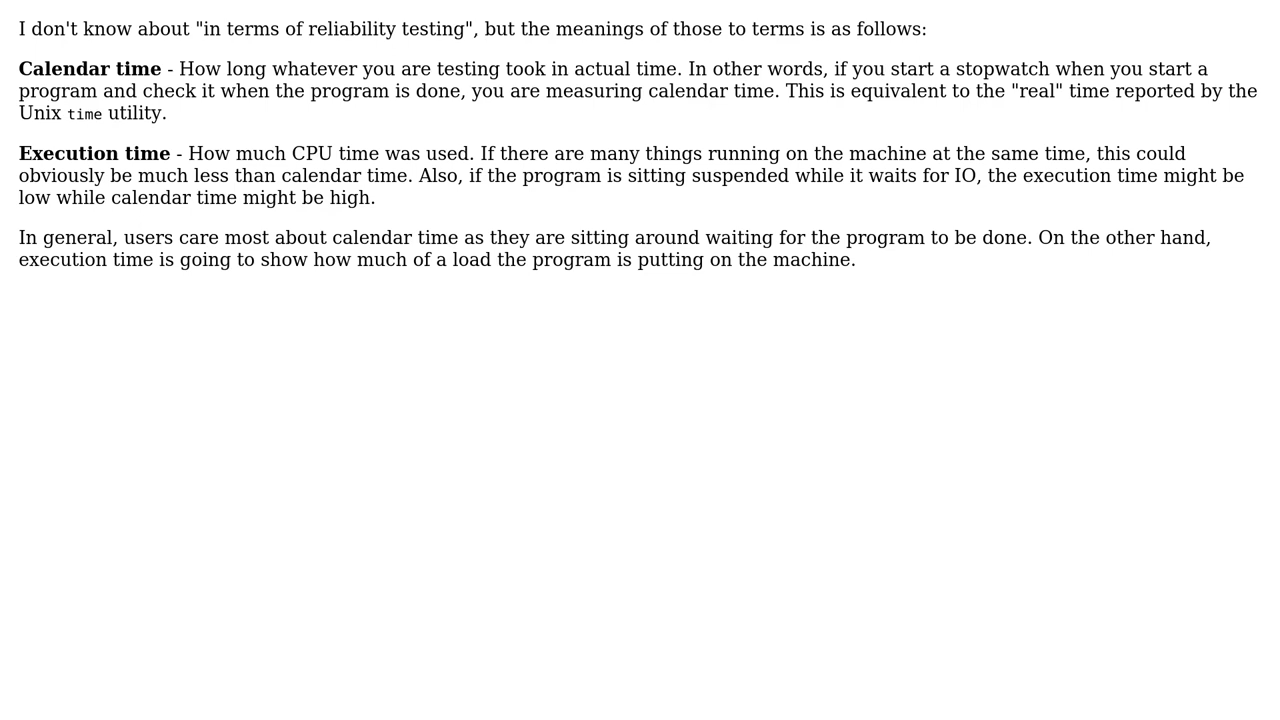 I don't know about "in terms of reliability testing", but the meanings of those to terms is as follows:
Calendar time - How long whatever you are testing took in actual time. In other words, if you start a stopwatch when you start a
program and check it when the program is done, you are measuring calendar time. This is equivalent to the "real" time reported by the
Unix time utility.
Execution time - How much CPU time was used. If there are many things running on the machine at the same time, this could
obviously be much less than calendar time. Also, if the program is sitting suspended while it waits for IO, the execution time might be
low while calendar time might be high.
In general, users care most about calendar time as they are sitting around waiting for the program to be done. On the other hand,
execution time is going to show how much of a load the program is putting on the machine.